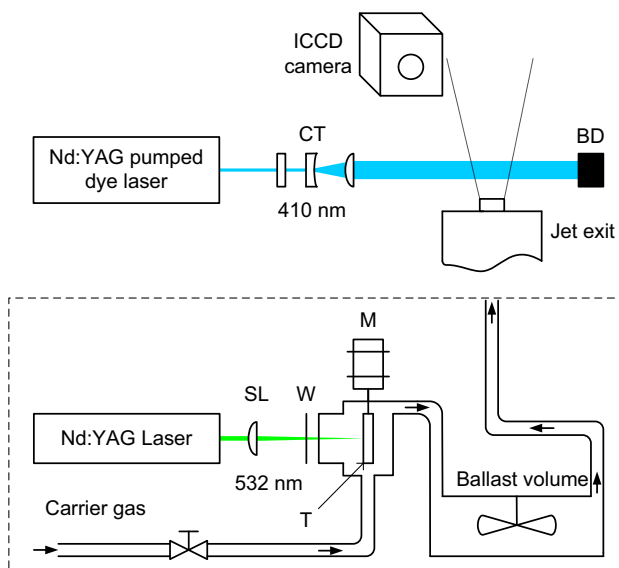 ICCD
camera
CT
BD
Nd:YAG pumped
dye laser
410 nm
Jet exit
M
SL
W
Nd:YAG Laser
532 nm
Ballast volume
T
Carrier gas